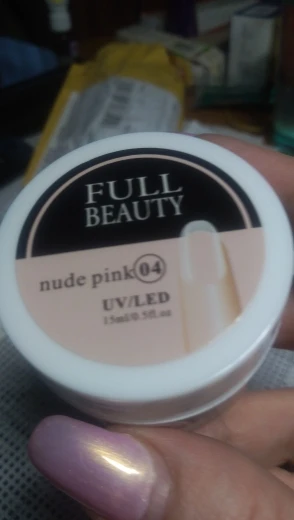 FULL
BEAUTY
nude pink 04
UV/LED
15ml/0.5fl.oz